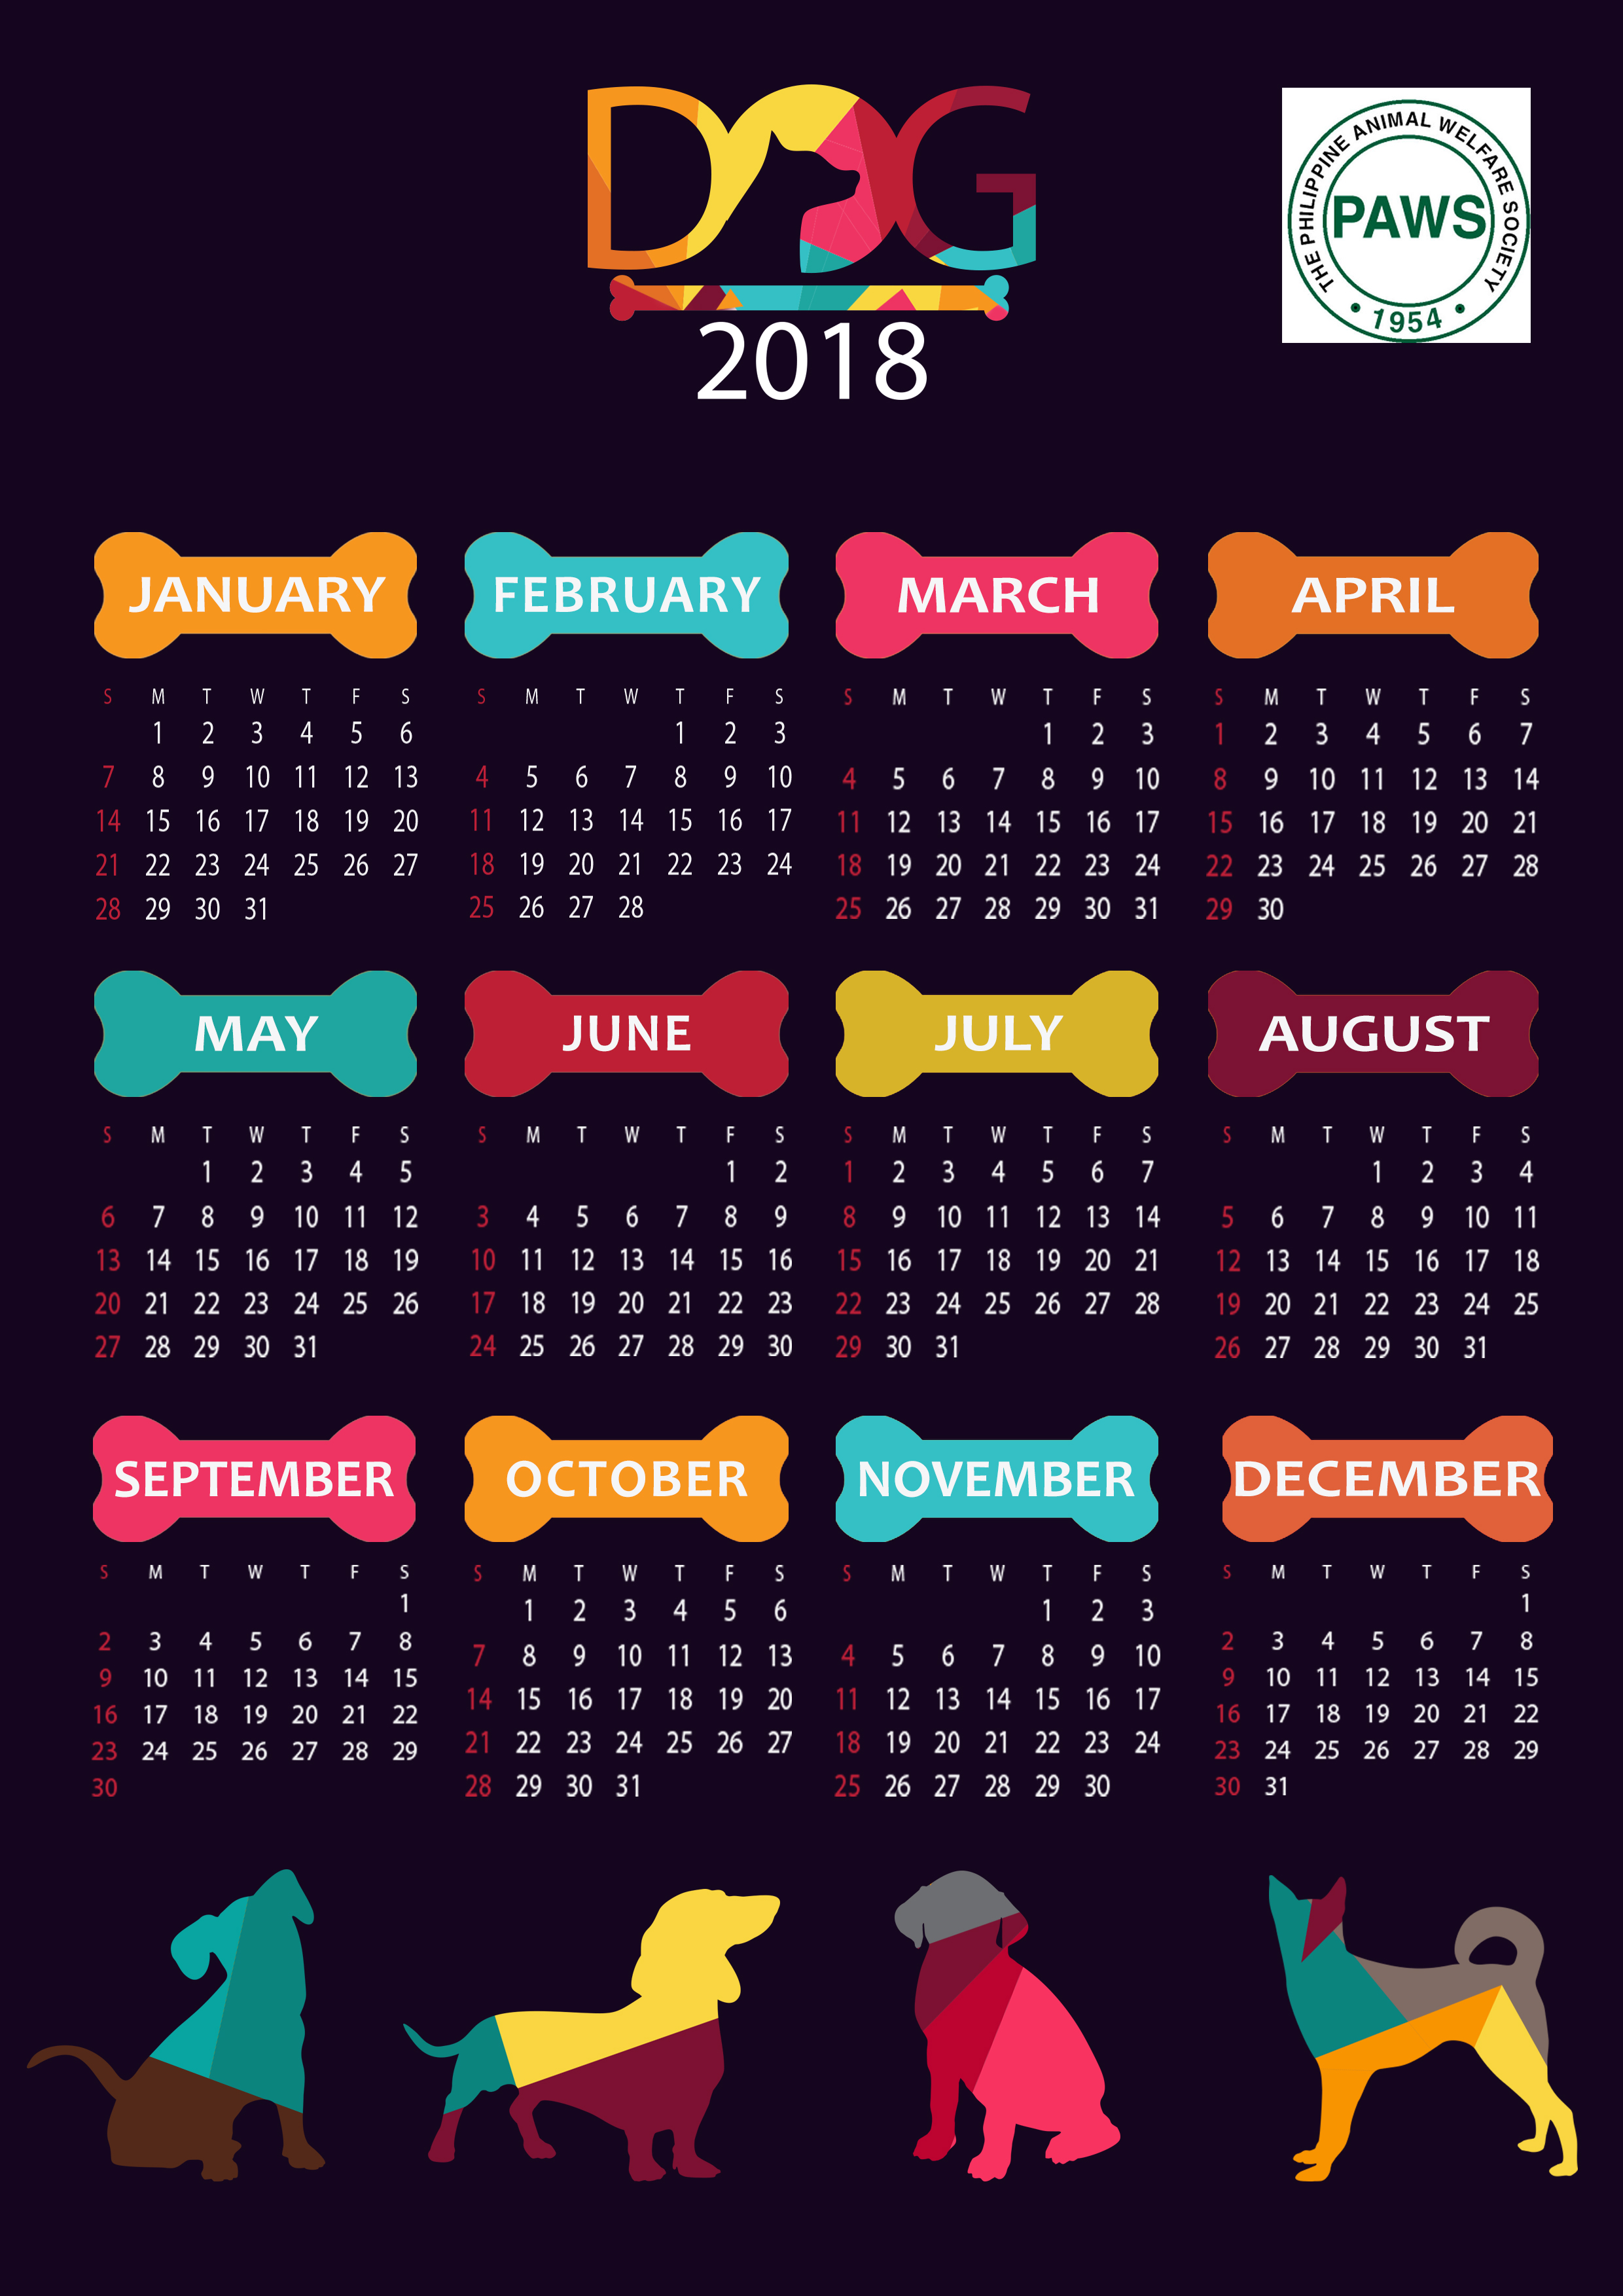 DOG
2018
THE PHILIPPINE ANIMAL WELFARE SOCIETY
PAWS
• 1954 •
JANUARY
S M T W T F S
1 2 3 4 5 6
7 8 9 10 11 12 13
14 15 16 17 18 19 20
21 22 23 24 25 26 27
28 29 30 31
FEBRUARY
S M T W T F S
1 2 3
4 5 6 7 8 9 10
11 12 13 14 15 16 17
18 19 20 21 22 23 24
25 26 27 28
MARCH
S M T W T F S
1 2 3
4 5 6 7 8 9 10
11 12 13 14 15 16 17
18 19 20 21 22 23 24
25 26 27 28 29 30 31
APRIL
S M T W T F S
1 2 3 4 5 6 7
8 9 10 11 12 13 14
15 16 17 18 19 20 21
22 23 24 25 26 27 28
29 30
MAY
S M T W T F S
1 2 3 4 5
6 7 8 9 10 11 12
13 14 15 16 17 18 19
20 21 22 23 24 25 26
27 28 29 30 31
JUNE
S M T W T F S
1 2
3 4 5 6 7 8 9
10 11 12 13 14 15 16
17 18 19 20 21 22 23
24 25 26 27 28 29 30
JULY
S M T W T F S
1 2 3 4 5 6 7
8 9 10 11 12 13 14
15 16 17 18 19 20 21
22 23 24 25 26 27 28
29 30 31
AUGUST
S M T W T F S
1 2 3 4
5 6 7 8 9 10 11
12 13 14 15 16 17 18
19 20 21 22 23 24 25
26 27 28 29 30 31
SEPTEMBER
S M T W T F S
1
2 3 4 5 6 7 8
9 10 11 12 13 14 15
16 17 18 19 20 21 22
23 24 25 26 27 28 29
30
OCTOBER
S M T W T F S
1 2 3 4 5 6
7 8 9 10 11 12 13
14 15 16 17 18 19 20
21 22 23 24 25 26 27
28 29 30 31
NOVEMBER
S M T W T F S
1 2 3
4 5 6 7 8 9 10
11 12 13 14 15 16 17
18 19 20 21 22 23 24
25 26 27 28 29 30
DECEMBER
S M T W T F S
1
2 3 4 5 6 7 8
9 10 11 12 13 14 15
16 17 18 19 20 21 22
23 24 25 26 27 28 29
30 31